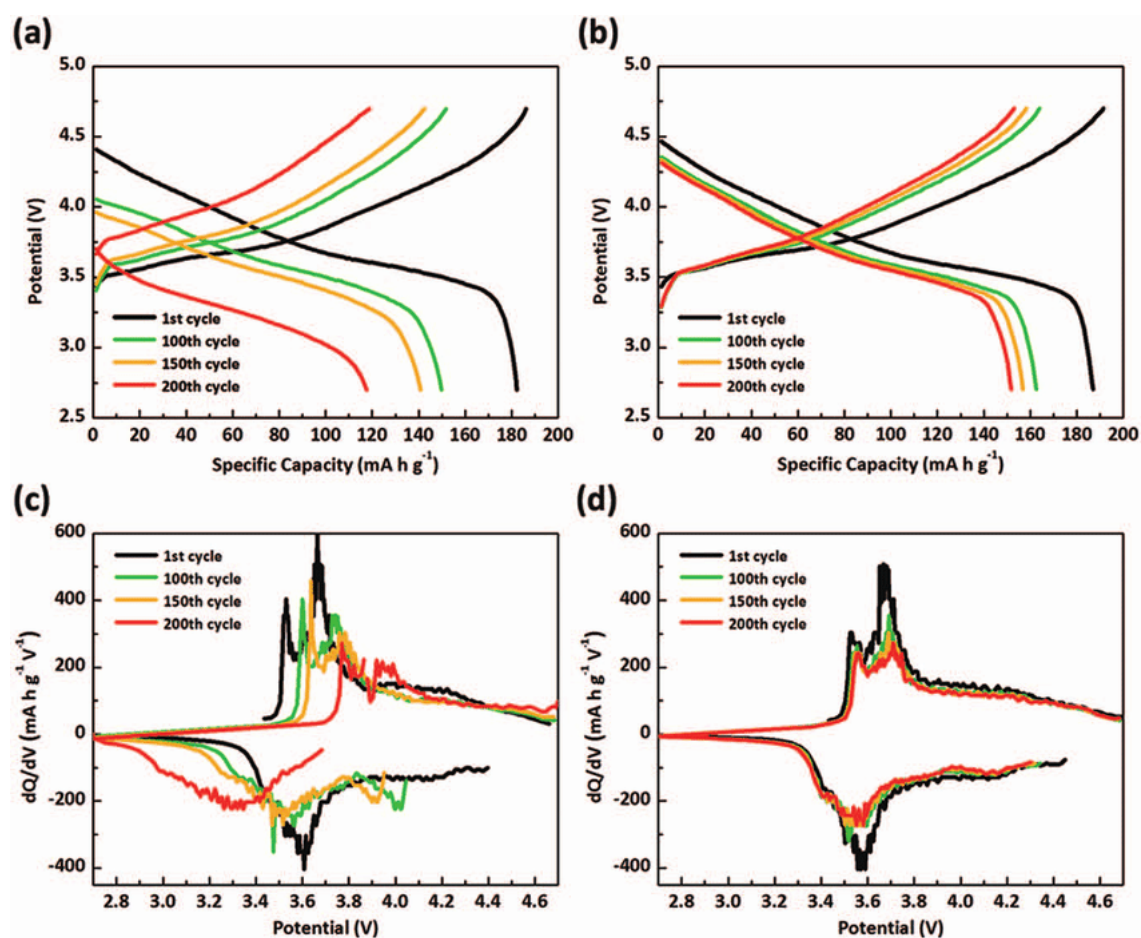 (a)
5.0
4.5
4.0
3.5
3.0
2.5
Potential (V)
1st cycle
100th cycle
150th cycle
200th cycle
0 20 40 60 80 100 120 140 160 180 200
Specific Capacity (mA h g⁻¹)
(b)
5.0
4.5
4.0
3.5
3.0
2.5
Potential (V)
1st cycle
100th cycle
150th cycle
200th cycle
0 20 40 60 80 100 120 140 160 180 200
Specific Capacity (mA h g⁻¹)
(c)
600
400
200
0
-200
-400
dQ/dV (mA h g⁻¹ V⁻¹)
1st cycle
100th cycle
150th cycle
200th cycle
2.8 3.0 3.2 3.4 3.6 3.8 4.0 4.2 4.4 4.6
Potential (V)
(d)
600
400
200
0
-200
-400
dQ/dV (mA h g⁻¹ V⁻¹)
1st cycle
100th cycle
150th cycle
200th cycle
2.8 3.0 3.2 3.4 3.6 3.8 4.0 4.2 4.4 4.6
Potential (V)